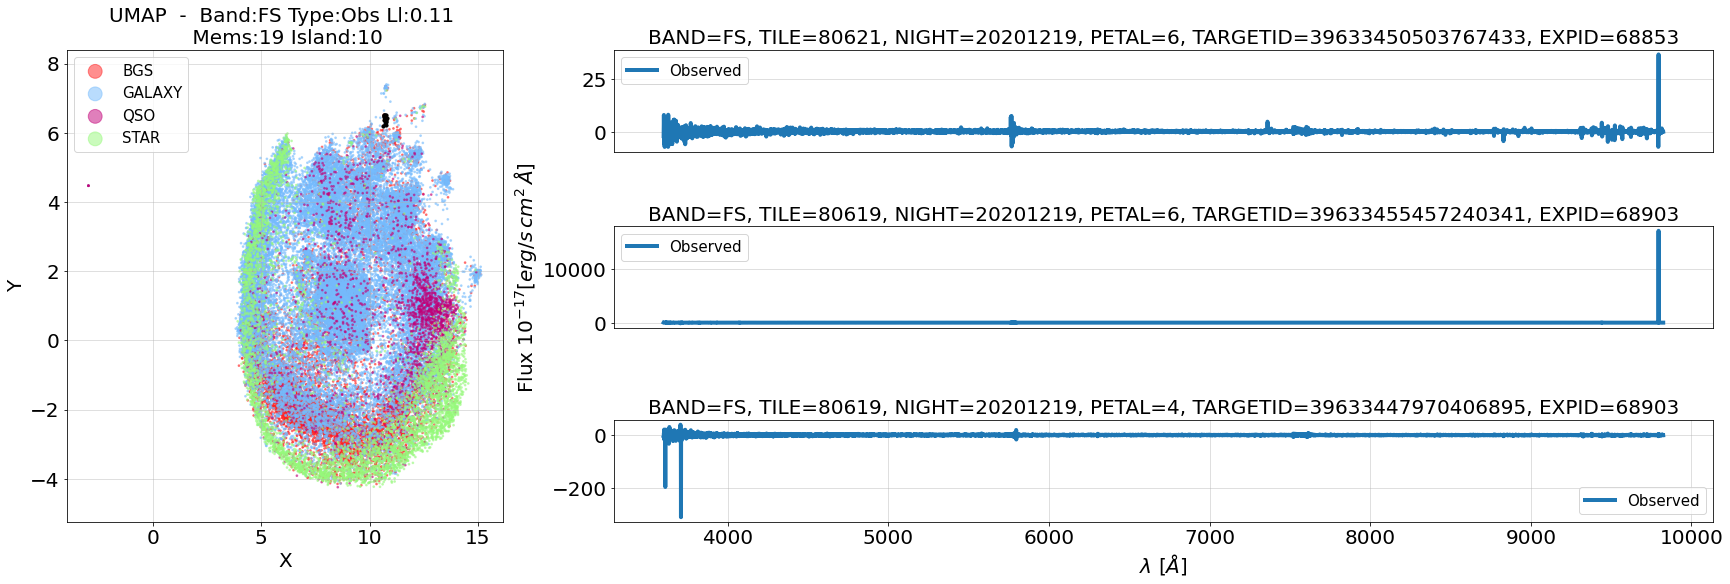 UMAP - Band:FS Type:Obs Ll:0.11
Mems:19 Island:10
BGS
GALAXY
QSO
STAR
8
6
4
2
0
−2
−4
Y
0
5
10
15
X
Flux 10⁻¹⁷[erg/s cm² Å]
BAND=FS, TILE=80621, NIGHT=20201219, PETAL=6, TARGETID=39633450503767433, EXPID=68853
Observed
25
0
BAND=FS, TILE=80619, NIGHT=20201219, PETAL=6, TARGETID=39633455457240341, EXPID=68903
Observed
10000
0
BAND=FS, TILE=80619, NIGHT=20201219, PETAL=4, TARGETID=39633447970406895, EXPID=68903
0
−200
Observed
4000
5000
6000
7000
8000
9000
10000
λ [Å]